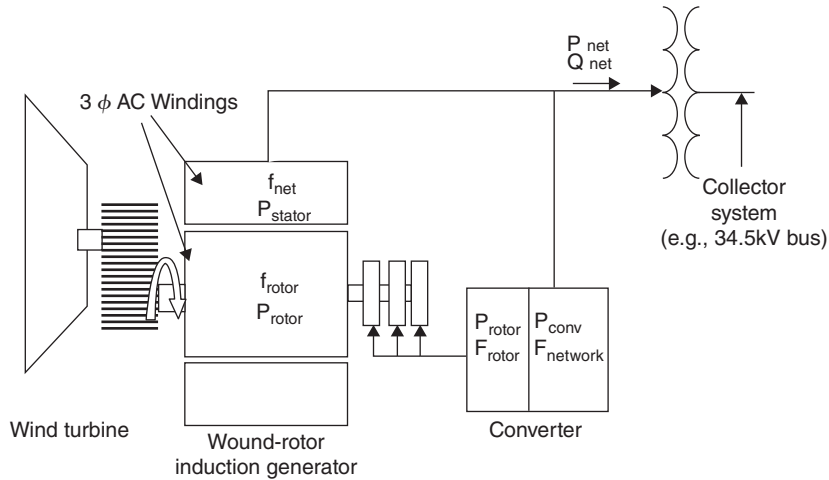 P net
Q net
3 ϕ AC Windings
f net
P stator
Collector
system
(e.g., 34.5kV bus)
f rotor
P rotor
P rotor
F rotor
P conv
F network
Wind turbine
Wound-rotor
induction generator
Converter